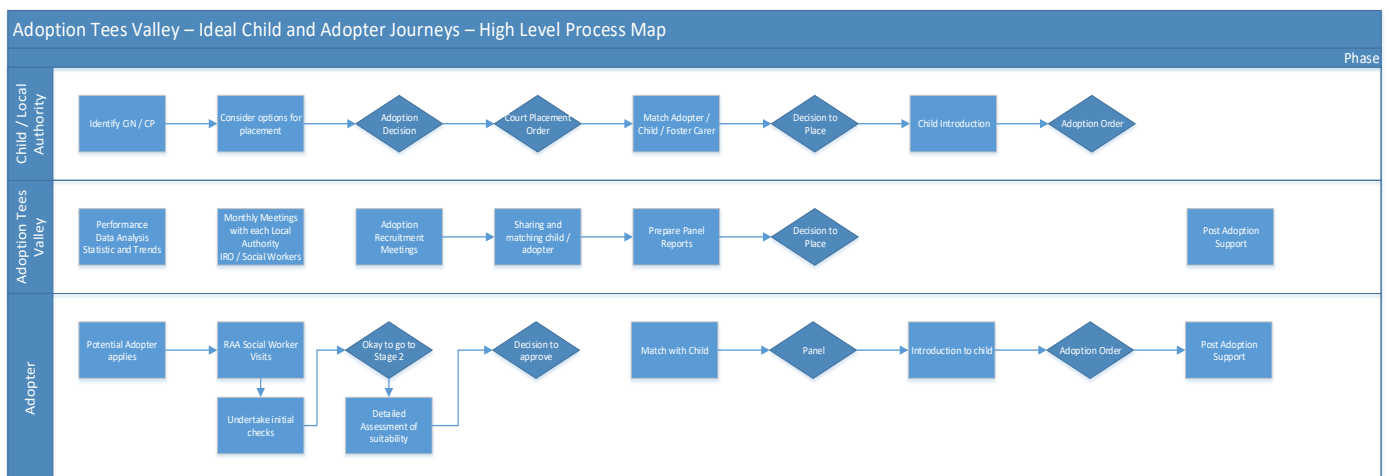 Adoption Tees Valley – Ideal Child and Adopter Journeys – High Level Process Map
Phase
Child / Local
Authority
Identify CiN / CP
Consider options for
placement
Adoption
Decision
Court Placement
Order
Match Adopter /
Child / Foster Carer
Decision to
Place
Child Introduction
Adoption Order
Adoption Tees
Valley
Performance
Data Analysis
Statistic and Trends
Monthly Meetings
with each Local
Authority
IRO / Social Workers
Adoption
Recruitment
Meetings
Sharing and
matching child /
adopter
Prepare Panel
Reports
Decision to
Place
Post Adoption
Support
Adopter
Potential Adopter
applies
RAA Social Worker
Visits
Okay to go to
Stage 2
Decision to
approve
Match with Child
Panel
Introduction to child
Adoption Order
Post Adoption
Support
Undertake initial
checks
Detailed
Assessment of
suitability